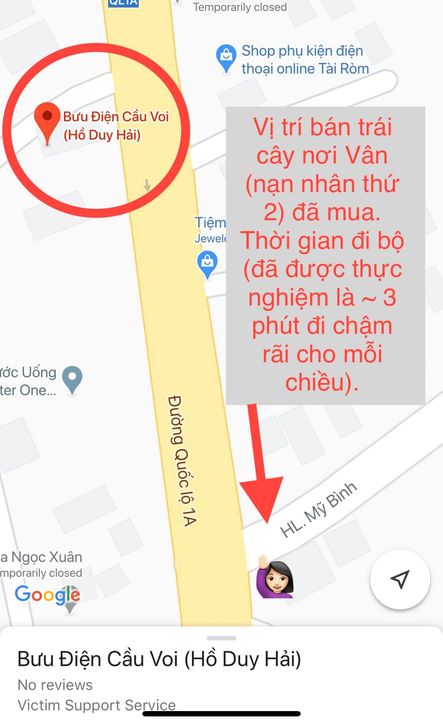 QL1A
Temporarily closed
Shop phụ kiện điện
thoại online Tài Ròm
Bưu Điện Cầu Voi
(Hồ Duy Hải)
Vị trí bán trái
cây nơi Vân
(nạn nhân thứ
2) đã mua.
Thời gian đi bộ
(đã được thực
nghiệm là ~ 3
phút đi chậm
rãi cho mỗi
chiều).
Tiệm
Jewele
ước Uống
ter One...
Đường Quốc lộ 1A
HL. Mỹ Bình
a Ngọc Xuân
mporarily closed
Google
Bưu Điện Cầu Voi (Hồ Duy Hải)
No reviews
Victim Support Service